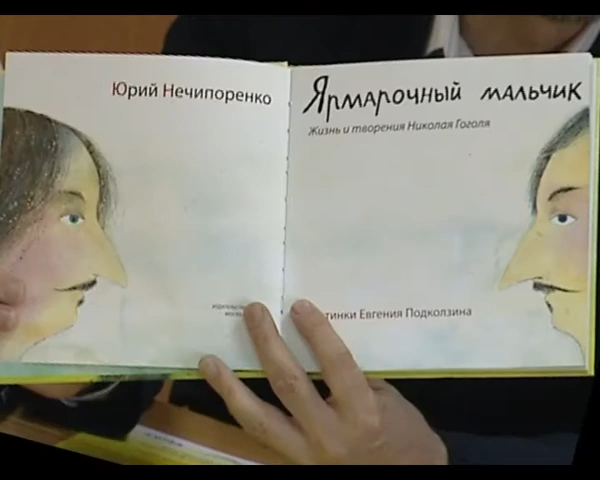 Юрий Нечипоренко
Ярмарочный мальчик
Жизнь и творения Николая Гоголя
Евгения Подколзина